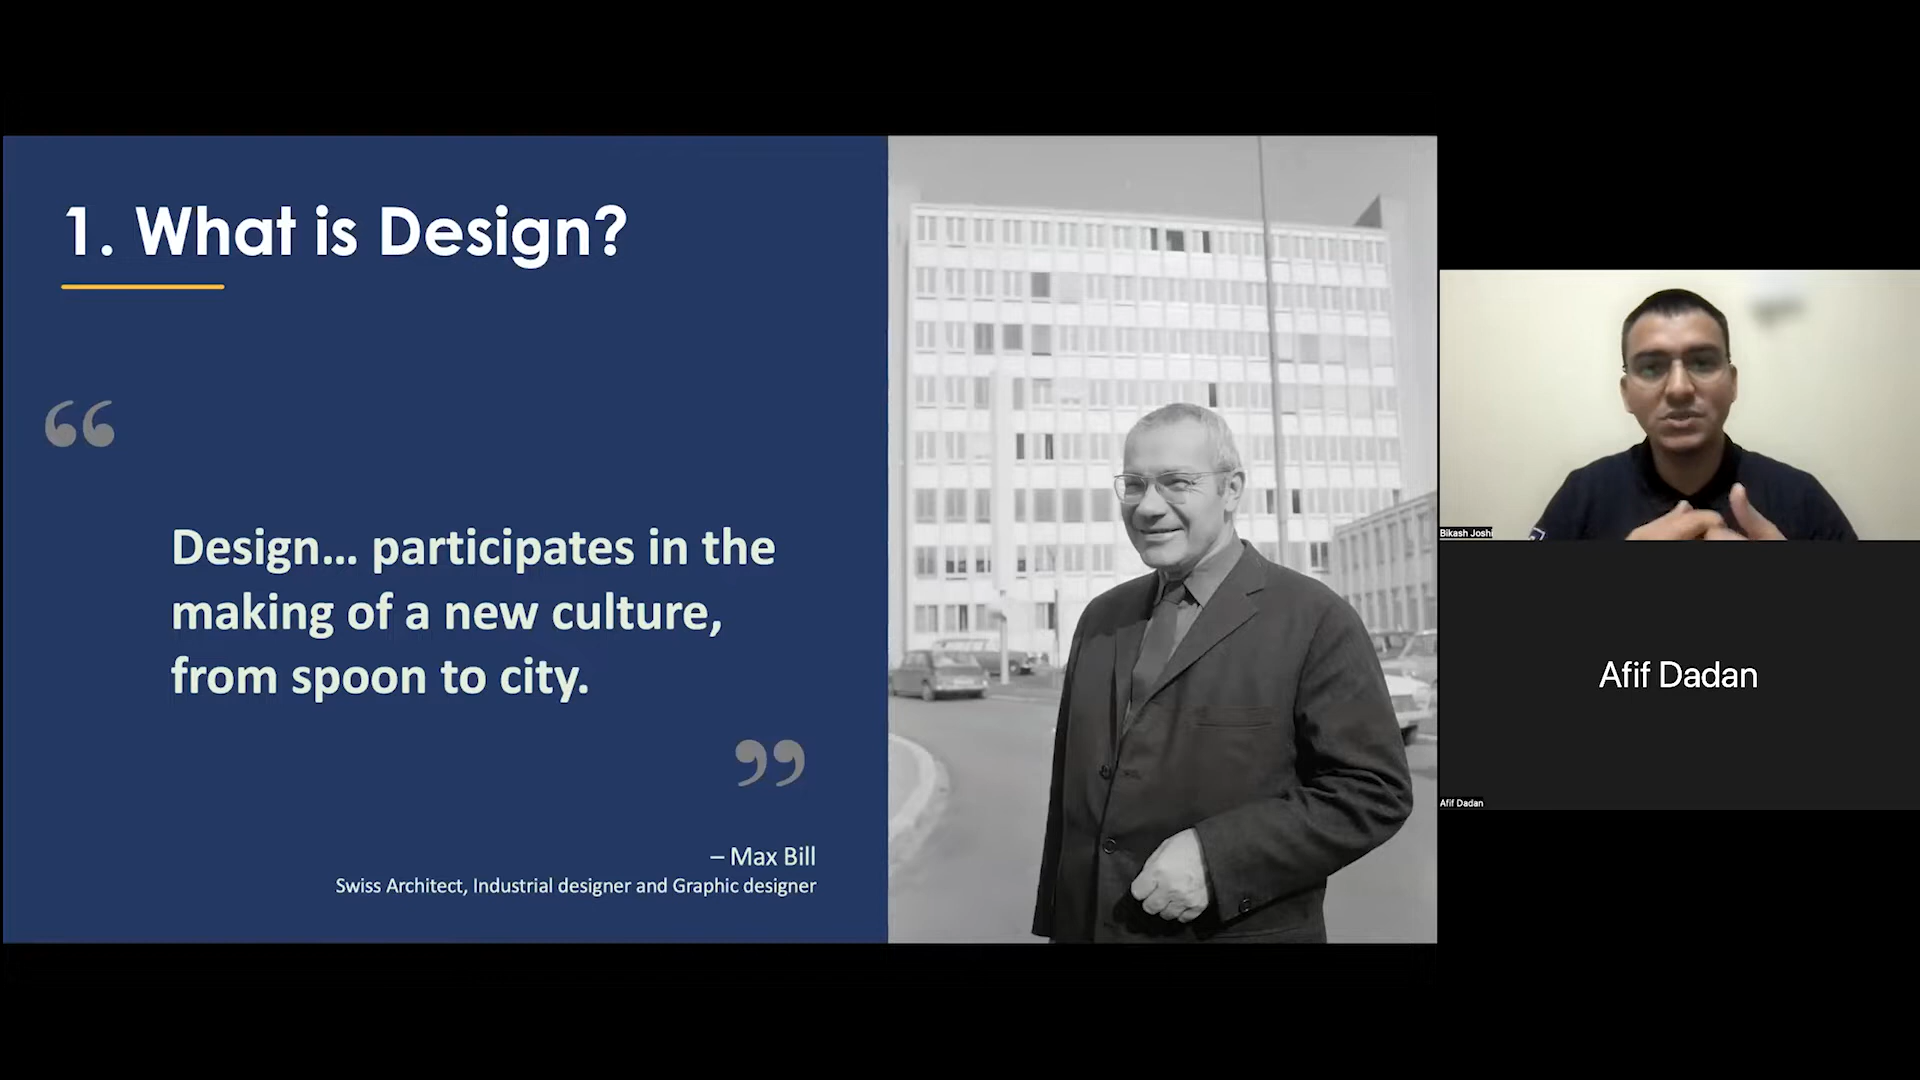 1. What is Design?
“
Design... participates in the
making of a new culture,
from spoon to city.
”
– Max Bill
Swiss Architect, Industrial designer and Graphic designer
Bikash Joshi
Afif Dadan
Afif Dadan